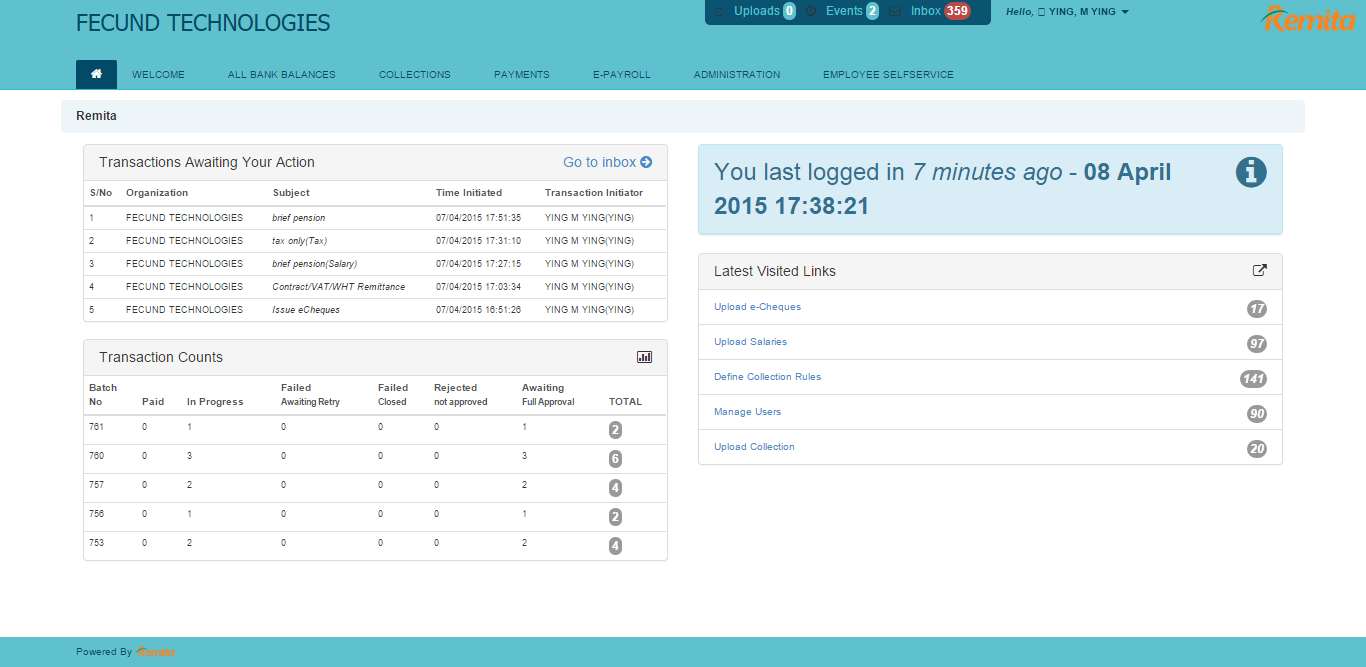 FECUND TECHNOLOGIES
Uploads 0 Events 2 Inbox 359
Hello, YING, M YING
Remita
WELCOME ALL BANK BALANCES COLLECTIONS PAYMENTS E-PAYROLL ADMINISTRATION EMPLOYEE SELFSERVICE
Remita
Transactions Awaiting Your Action Go to inbox
S/No Organization Subject Time Initiated Transaction Initiator
1 FECUND TECHNOLOGIES brief pension 07/04/2015 17:51:35 YING M YING(YING)
2 FECUND TECHNOLOGIES tax only(Tax) 07/04/2015 17:31:10 YING M YING(YING)
3 FECUND TECHNOLOGIES brief pension(Salary) 07/04/2015 17:27:15 YING M YING(YING)
4 FECUND TECHNOLOGIES Contract/VAT/WHT Remittance 07/04/2015 17:03:34 YING M YING(YING)
5 FECUND TECHNOLOGIES Issue eCheques 07/04/2015 16:51:26 YING M YING(YING)
Transaction Counts
Batch Failed Failed Rejected Awaiting
No Paid In Progress Awaiting Retry Closed not approved Full Approval TOTAL
761 0 1 0 0 0 1 2
760 0 3 0 0 0 3 6
757 0 2 0 0 0 2 4
756 0 1 0 0 0 1 2
753 0 2 0 0 0 2 4
You last logged in 7 minutes ago - 08 April
2015 17:38:21
Latest Visited Links
Upload e-Cheques 17
Upload Salaries 97
Define Collection Rules 141
Manage Users 90
Upload Collection 20
Powered By Remita